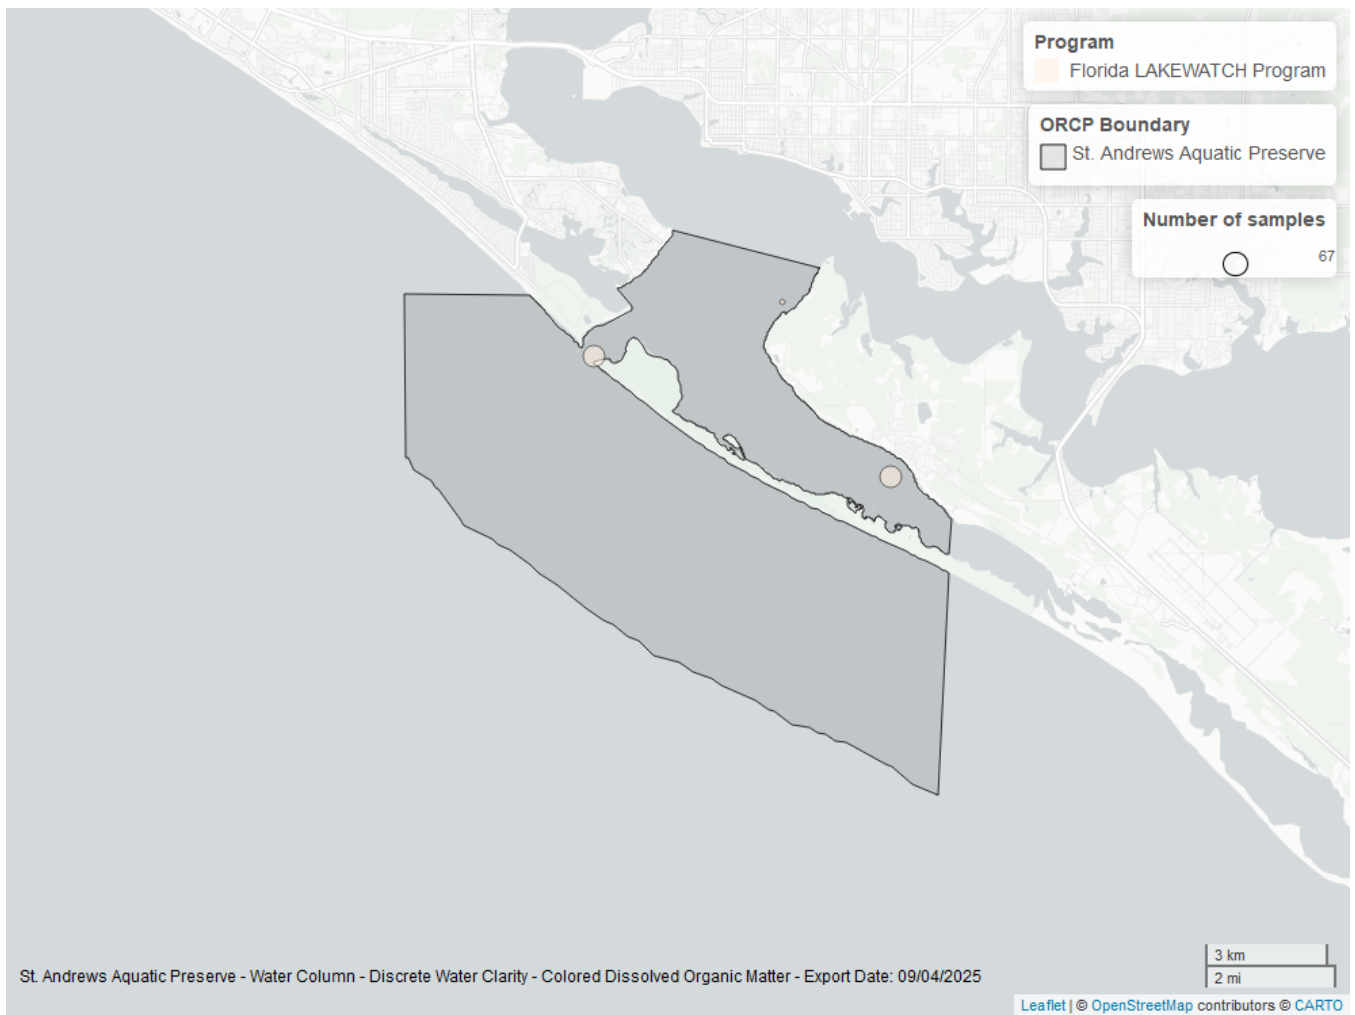 Program
Florida LAKEWATCH Program
ORCP Boundary
St. Andrews Aquatic Preserve
Number of samples
67
3 km
2 mi
St. Andrews Aquatic Preserve - Water Column - Discrete Water Clarity - Colored Dissolved Organic Matter - Export Date: 09/04/2025
Leaflet | © OpenStreetMap contributors © CARTO